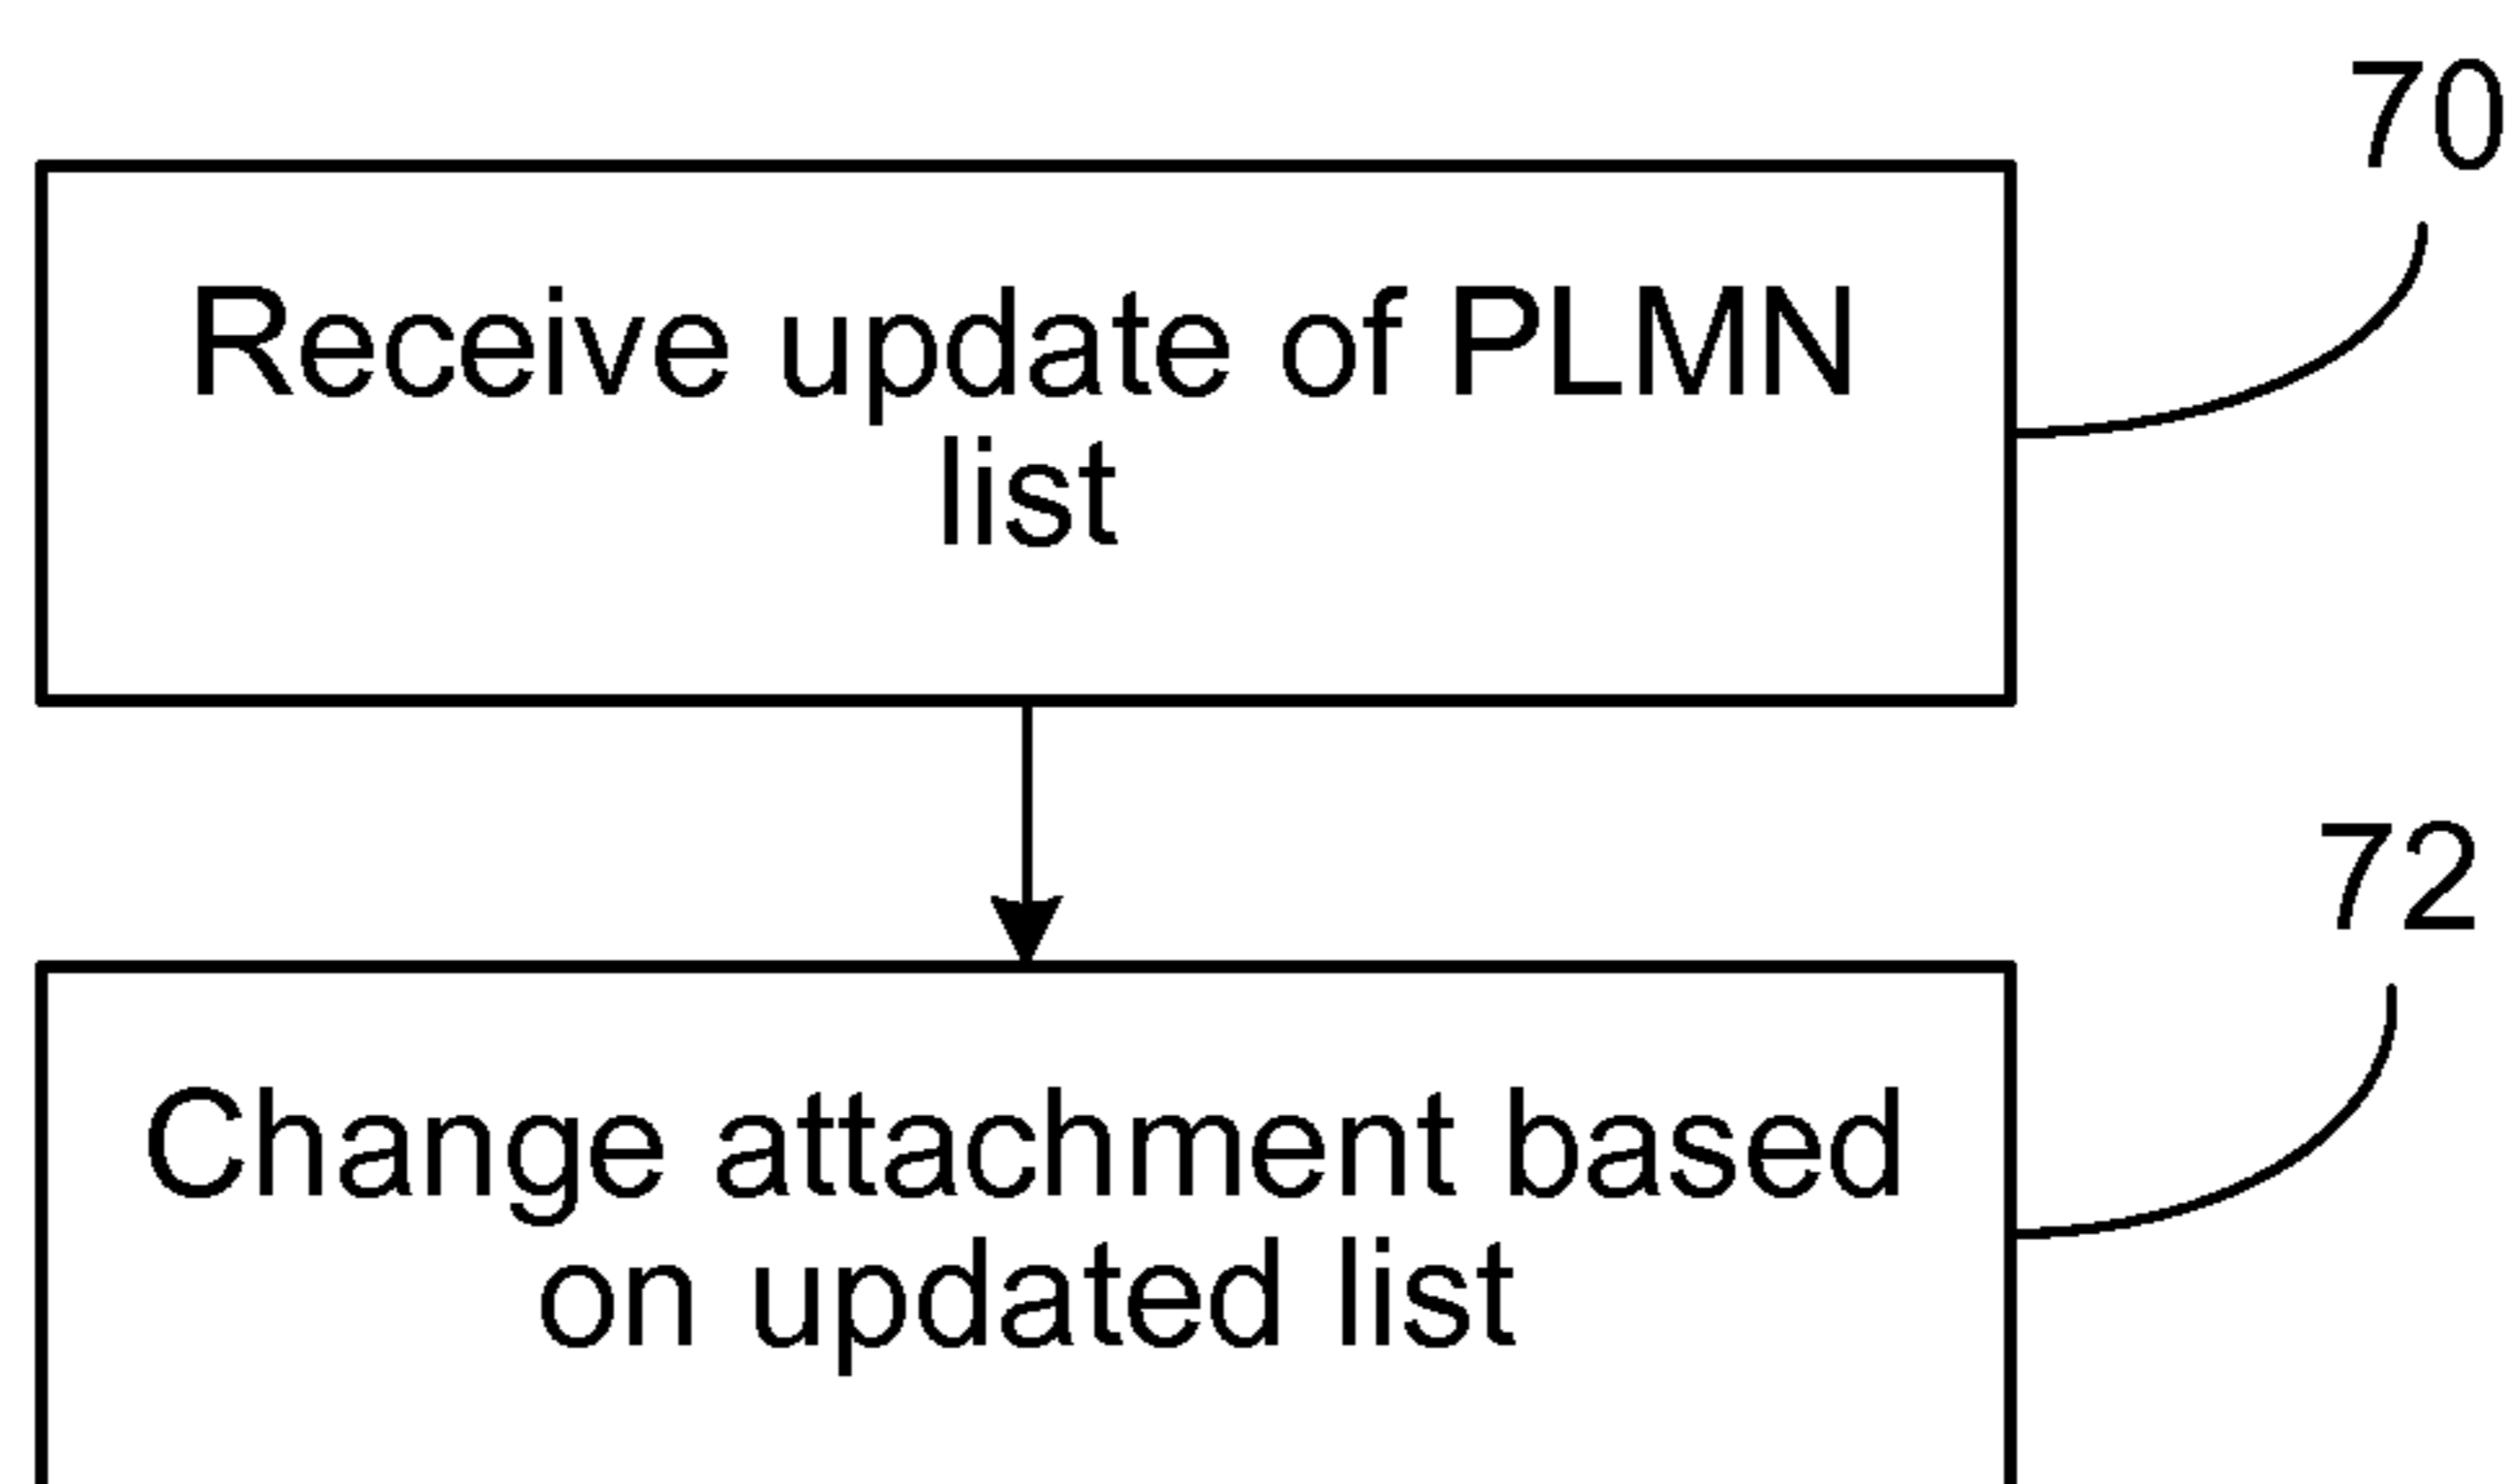 70
Receive update of PLMN
list
72
Change attachment based
on updated list